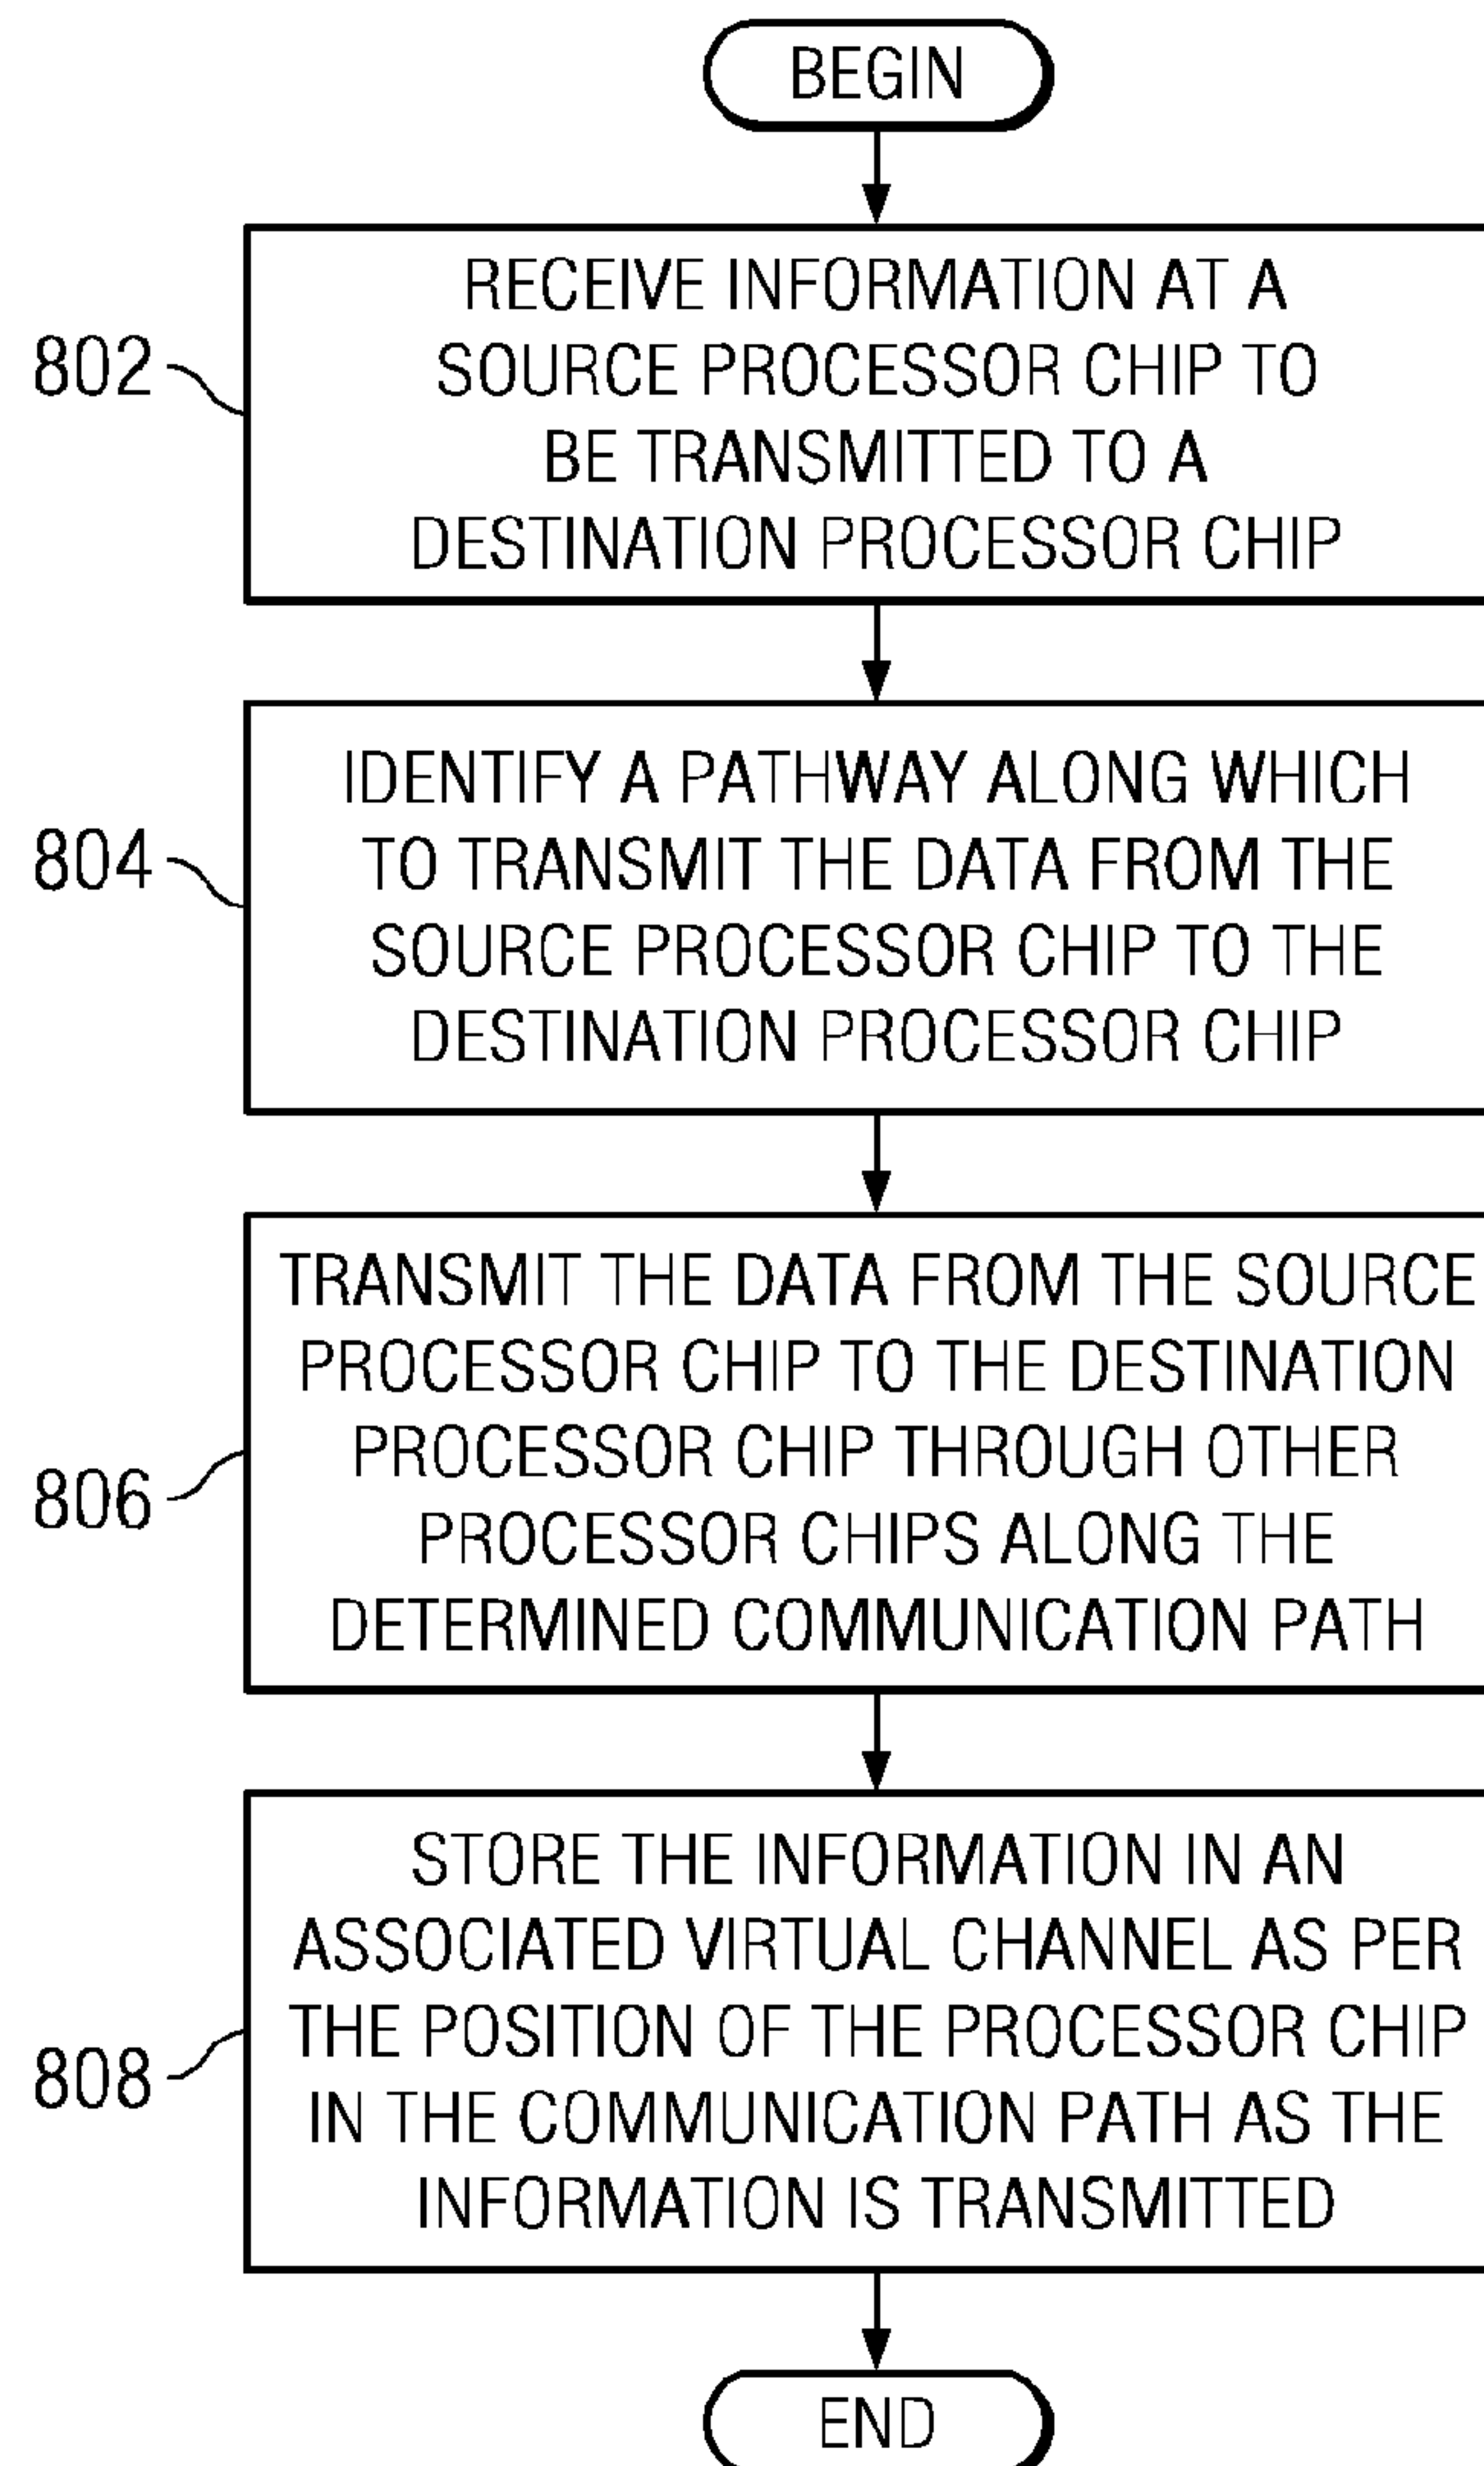 BEGIN
802
RECEIVE INFORMATION AT A
SOURCE PROCESSOR CHIP TO
BE TRANSMITTED TO A
DESTINATION PROCESSOR CHIP
804
IDENTIFY A PATHWAY ALONG WHICH
TO TRANSMIT THE DATA FROM THE
SOURCE PROCESSOR CHIP TO THE
DESTINATION PROCESSOR CHIP
806
TRANSMIT THE DATA FROM THE SOURCE
PROCESSOR CHIP TO THE DESTINATION
PROCESSOR CHIP THROUGH OTHER
PROCESSOR CHIPS ALONG THE
DETERMINED COMMUNICATION PATH
808
STORE THE INFORMATION IN AN
ASSOCIATED VIRTUAL CHANNEL AS PER
THE POSITION OF THE PROCESSOR CHIP
IN THE COMMUNICATION PATH AS THE
INFORMATION IS TRANSMITTED
END